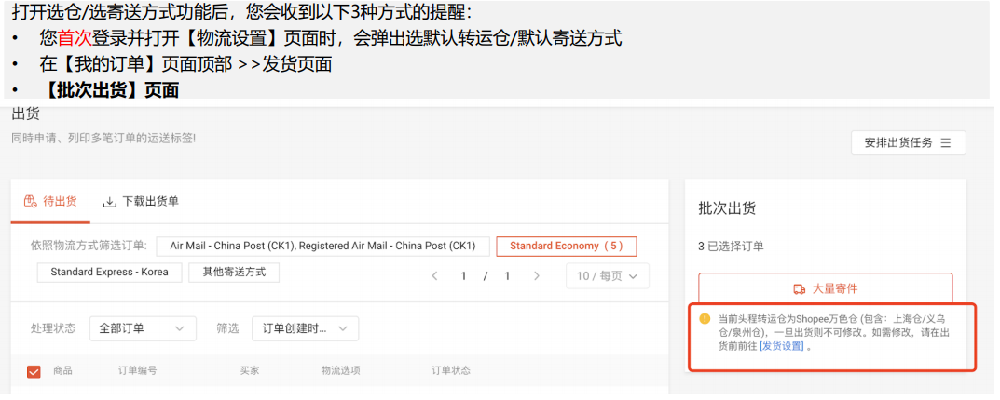 打开选仓/选寄送方式功能后，您会收到以下3种方式的提醒：
• 您首次登录并打开【物流设置】页面时，会弹出选默认转运仓/默认寄送方式
• 在【我的订单】页面顶部 >>发货页面
• 【批次出货】页面
出货
同時申请、列印多笔订单的运送标签!
安排出货任务
待出货
下载出货单
依照物流方式筛选订单:
Air Mail - China Post (CK1), Registered Air Mail - China Post (CK1)
Standard Economy ( 5 )
Standard Express - Korea
其他寄送方式
1 / 1
10 / 每页
处理状态
全部订单
筛选
订单创建时...
商品
订单编号
买家
物流选项
订单状态
批次出货
3 已选择订单
大量寄件
当前头程转运仓为Shopee万色仓 (包含：上海仓/义乌
仓/泉州仓)，一旦出货则不可修改。如需修改，请在出
货前前往 [发货设置] 。